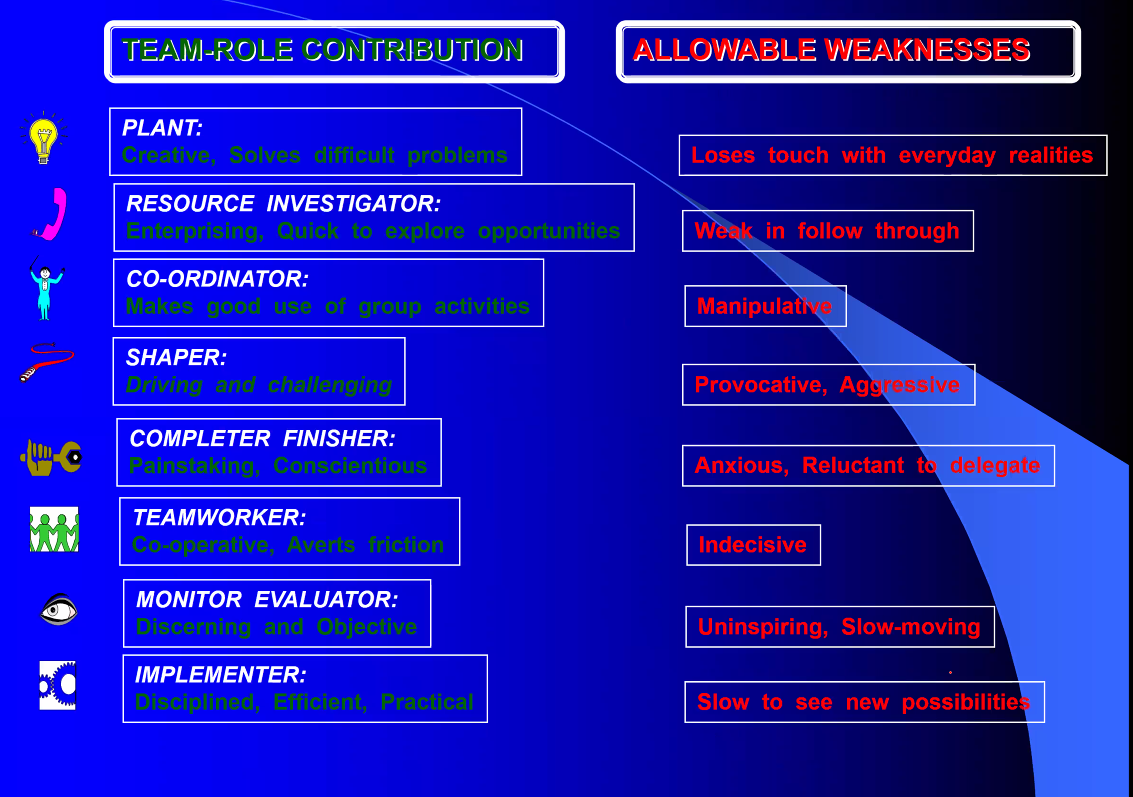 TEAM-ROLE CONTRIBUTION
ALLOWABLE WEAKNESSES
PLANT:
Creative, Solves difficult problems
Loses touch with everyday realities
RESOURCE INVESTIGATOR:
Enterprising, Quick to explore opportunities
Weak in follow through
CO-ORDINATOR:
Makes good use of group activities
Manipulative
SHAPER:
Driving and challenging
Provocative, Aggressive
COMPLETER FINISHER:
Painstaking, Conscientious
Anxious, Reluctant to delegate
TEAMWORKER:
Co-operative, Averts friction
Indecisive
MONITOR EVALUATOR:
Discerning and Objective
Uninspiring, Slow-moving
IMPLEMENTER:
Disciplined, Efficient, Practical
Slow to see new possibilities